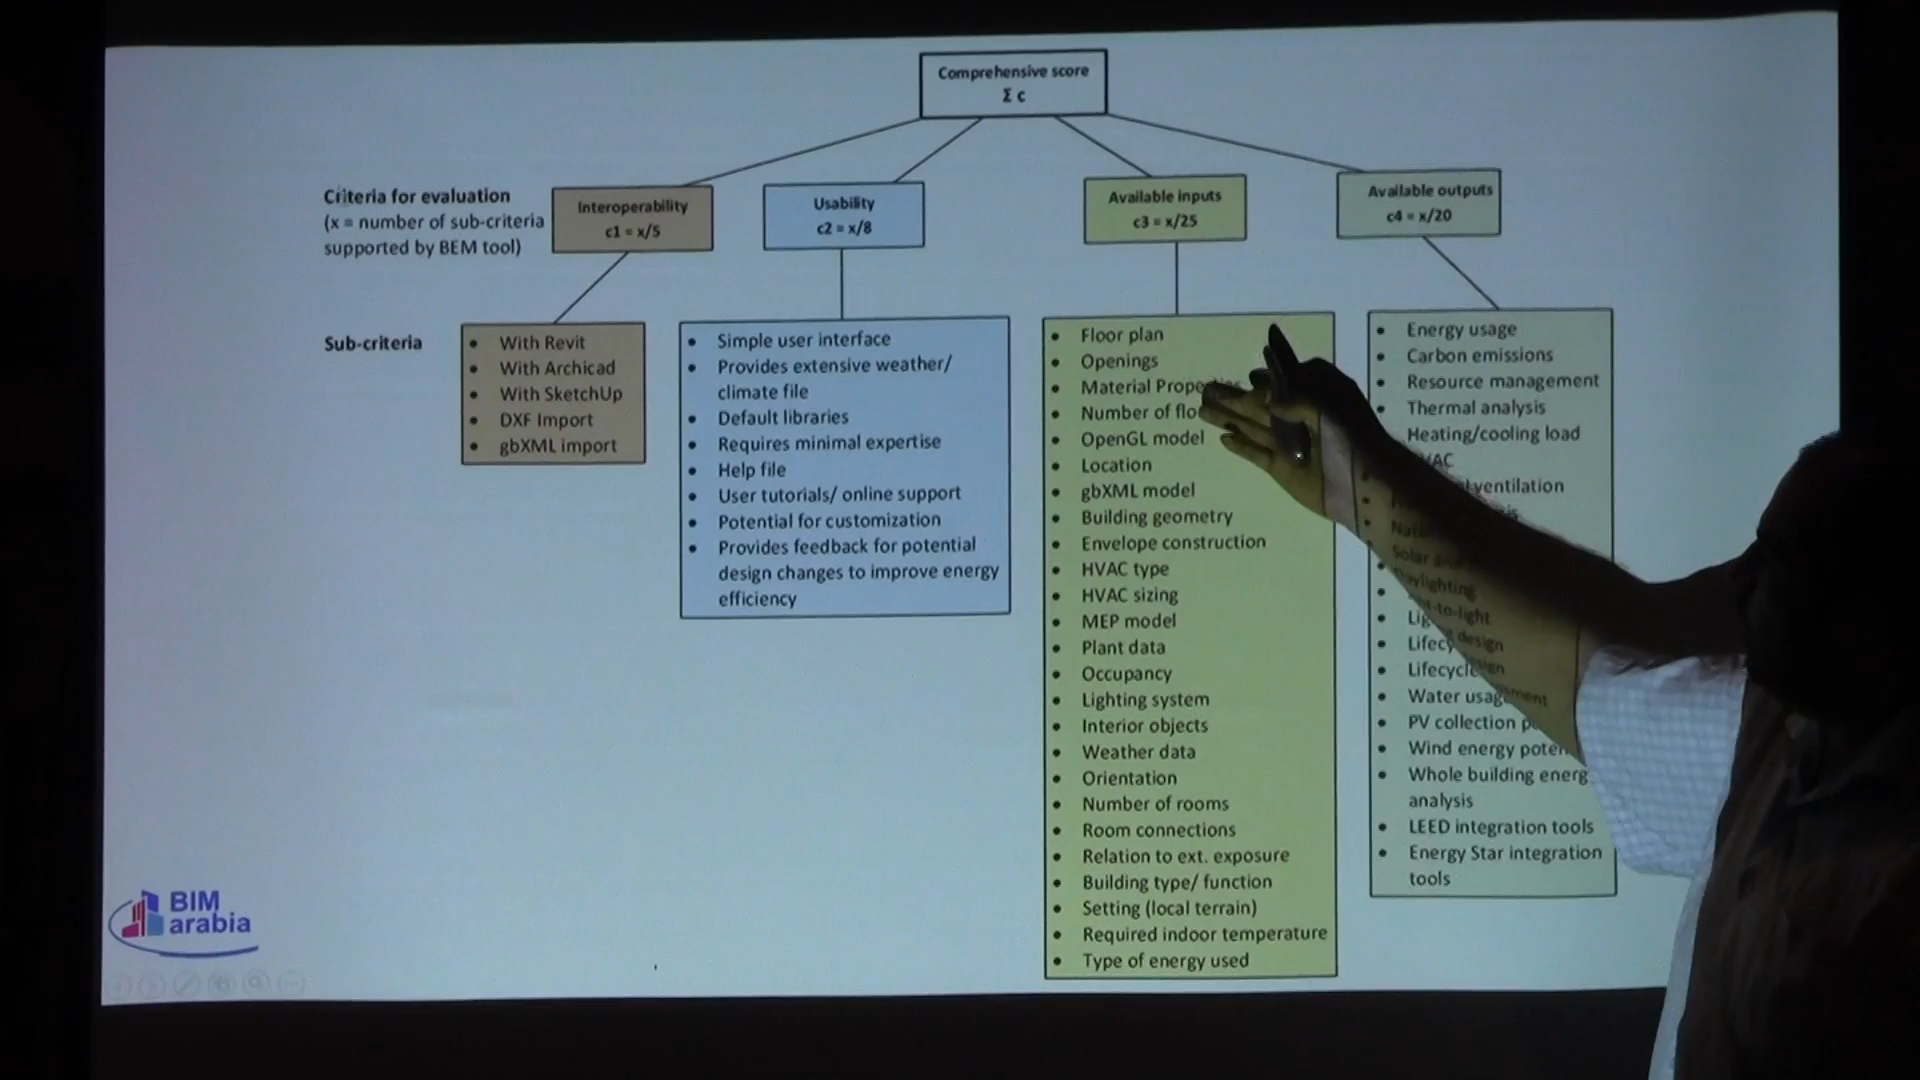 Comprehensive score
Σ c
Criteria for evaluation
(x = number of sub-criteria
supported by BEM tool)
Interoperability
c1 = x/5
Usability
c2 = x/8
Available inputs
c3 = x/25
Available outputs
c4 = x/20
Sub-criteria
• With Revit
• With Archicad
• With SketchUp
• DXF Import
• gbXML import
• Simple user interface
• Provides extensive weather/
climate file
• Default libraries
• Requires minimal expertise
• Help file
• User tutorials/ online support
• Potential for customization
• Provides feedback for potential
design changes to improve energy
efficiency
• Floor plan
• Openings
• Material
• Number of
• OpenGL model
• Location
• gbXML model
• Building geometry
• Envelope construction
• HVAC type
• HVAC sizing
• MEP model
• Plant data
• Occupancy
• Lighting system
• Interior objects
• Weather data
• Orientation
• Number of rooms
• Room connections
• Relation to ext. exposure
• Building type/ function
• Setting (local terrain)
• Required indoor temperature
• Type of energy used
• Energy usage
• Carbon emissions
• Resource management
• Thermal analysis
Heating/cooling load
ventilation
• Solar
design
• Water
• PV collection
• Wind energy
• Whole building
analysis
• LEED integration tools
• Energy Star integration
tools
BIM
arabia